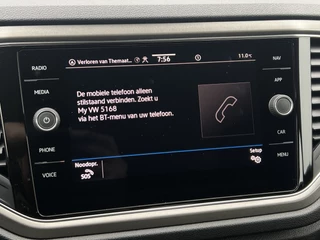 Verloren van Themaat...
7:56
11.0°C
RADIO
MEDIA
PHONE
VOICE
NAV
APP
CAR
MENU
De mobiele telefoon alleen
stilstaand verbinden. Zoekt u
My VW 5168
via het BT-menu van uw telefoon.
Noodopr.
SOS
Setup